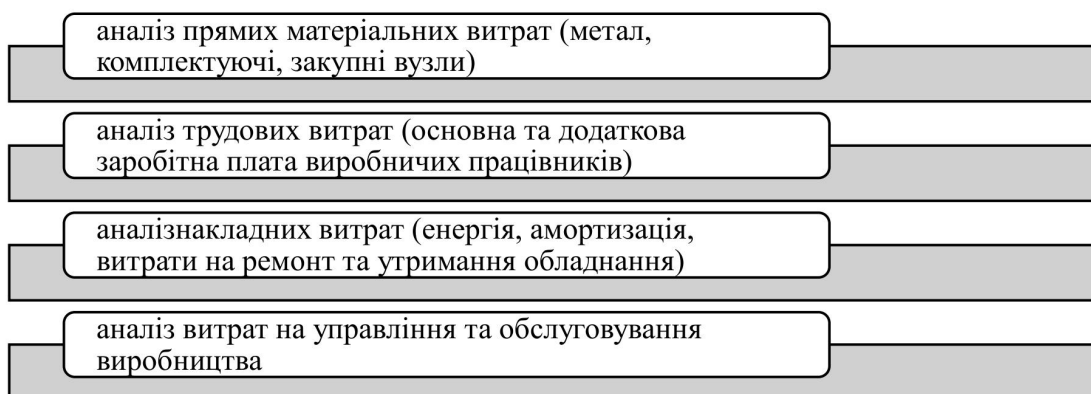 аналіз прямих матеріальних витрат (метал,
комплектуючі, закупні вузли)
аналіз трудових витрат (основна та додаткова
заробітна плата виробничих працівників)
аналізнакладних витрат (енергія, амортизація,
витрати на ремонт та утримання обладнання)
аналіз витрат на управління та обслуговування
виробництва